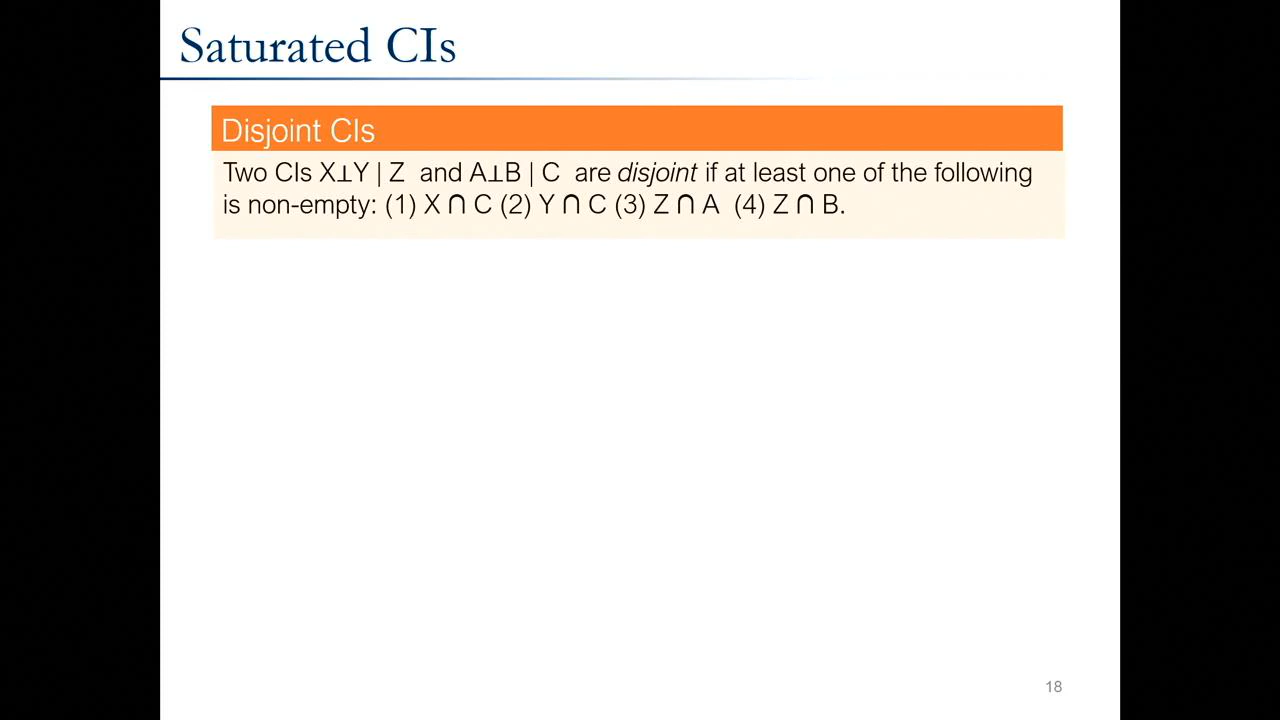 Saturated CIs
Disjoint CIs
Two CIs X⊥Y | Z and A⊥B | C are disjoint if at least one of the following
is non-empty: (1) X ∩ C (2) Y ∩ C (3) Z ∩ A (4) Z ∩ B.
18